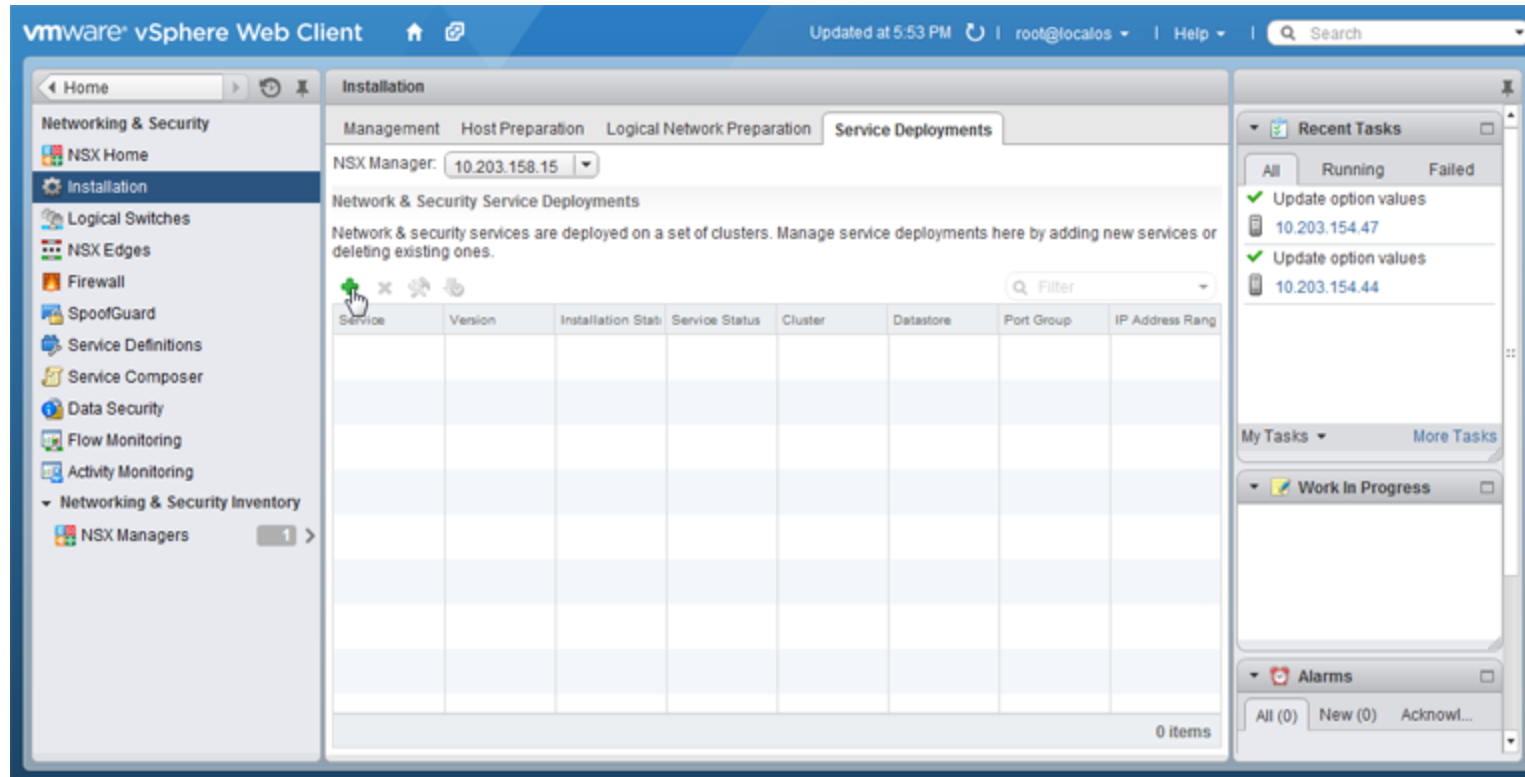 vmware vSphere Web Client
Updated at 5:53 PM | root@localos | Help | Search
Home
Networking & Security
NSX Home
Installation
Logical Switches
NSX Edges
Firewall
SpoofGuard
Service Definitions
Service Composer
Data Security
Flow Monitoring
Activity Monitoring
Networking & Security Inventory
NSX Managers 1
Installation
Management Host Preparation Logical Network Preparation Service Deployments
NSX Manager: 10.203.158.15
Network & Security Service Deployments
Network & security services are deployed on a set of clusters. Manage service deployments here by adding new services or
deleting existing ones.
Filter
Service Version Installation Stat Service Status Cluster Datastore Port Group IP Address Rang
0 items
Recent Tasks
All Running Failed
Update option values
10.203.154.47
Update option values
10.203.154.44
My Tasks More Tasks
Work In Progress
Alarms
All (0) New (0) Acknowl...